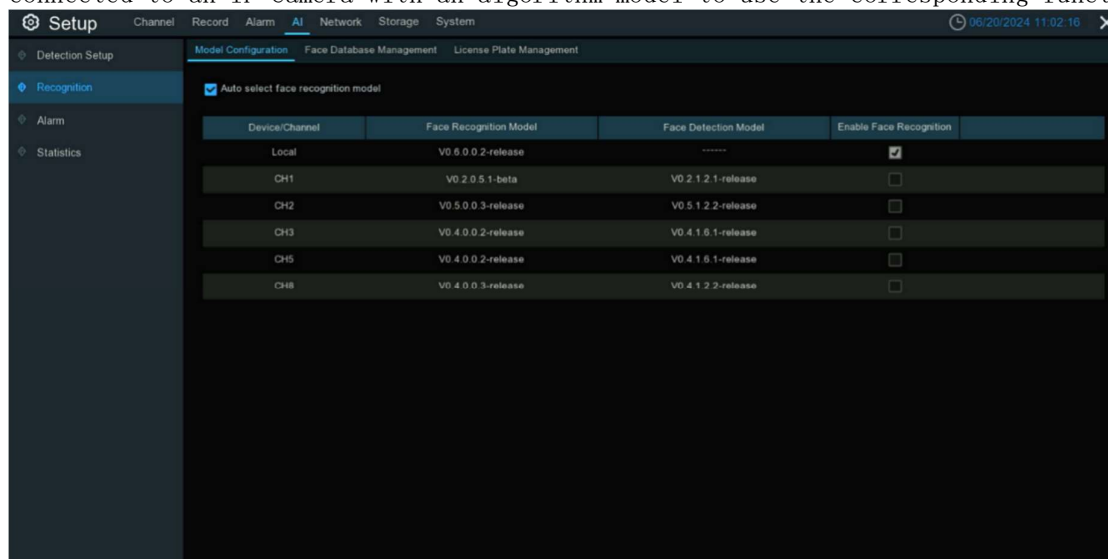 connected to an IP Camera with an algorithm model to use the corresponding
Setup Channel Record Alarm AI Network Storage System 06/20/2024 11:02:16 X
Detection Setup
Recognition
Alarm
Statistics
Model Configuration Face Database Management License Plate Management
Auto select face recognition model
Device/Channel Face Recognition Model Face Detection Model Enable Face Recognition
Local V0.6.0.0.2-release ------
CH1 V0.2.0.5.1-beta V0.2.1.2.1-release
CH2 V0.5.0.0.3-release V0.5.1.2.2-release
CH3 V0.4.0.0.2-release V0.4.1.6.1-release
CH5 V0.4.0.0.2-release V0.4.1.6.1-release
CH8 V0.4.0.0.3-release V0.4.1.2.2-release